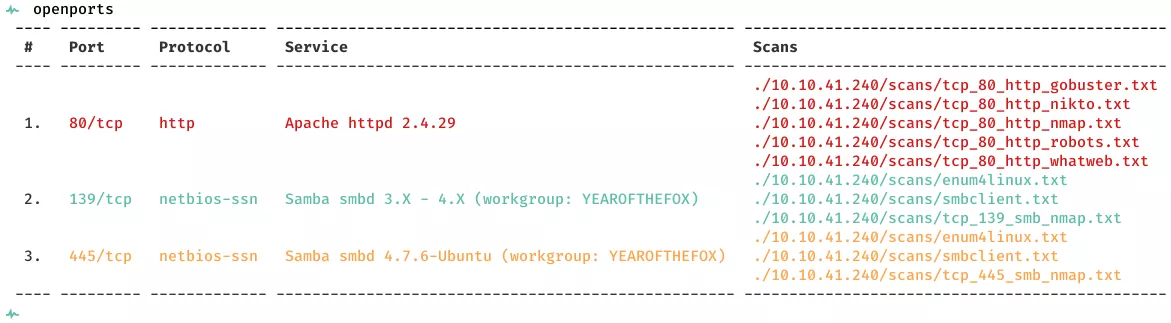 openports
---- --------- ------------ ------------------------------------------------ --------------------------------------------
# Port Protocol Service Scans
---- --------- ------------ ------------------------------------------------ --------------------------------------------
./10.10.41.240/scans/tcp_80_http_gobuster.txt
./10.10.41.240/scans/tcp_80_http_nikto.txt
1. 80/tcp http Apache httpd 2.4.29 ./10.10.41.240/scans/tcp_80_http_nmap.txt
./10.10.41.240/scans/tcp_80_http_robots.txt
./10.10.41.240/scans/tcp_80_http_whatweb.txt
./10.10.41.240/scans/enum4linux.txt
2. 139/tcp netbios-ssn Samba smbd 3.X - 4.X (workgroup: YEAROFTHEFOX) ./10.10.41.240/scans/smbclient.txt
./10.10.41.240/scans/tcp_139_smb_nmap.txt
./10.10.41.240/scans/enum4linux.txt
3. 445/tcp netbios-ssn Samba smbd 4.7.6-Ubuntu (workgroup: YEAROFTHEFOX) ./10.10.41.240/scans/smbclient.txt
./10.10.41.240/scans/tcp_445_smb_nmap.txt
---- --------- ------------ ------------------------------------------------ --------------------------------------------